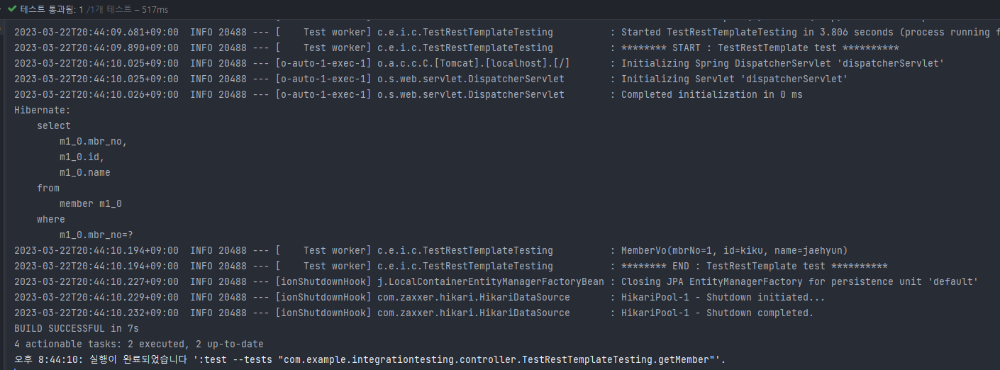 ✔ 테스트 통과됨: 1 /1개 테스트 – 517ms
2023-03-22T20:44:09.681+09:00  INFO 20488 --- [    Test worker] c.e.i.c.TestRestTemplateTesting          : Started TestRestTemplateTesting in 3.806 seconds (process running f
2023-03-22T20:44:09.890+09:00  INFO 20488 --- [    Test worker] c.e.i.c.TestRestTemplateTesting          : ******** START : TestRestTemplate test **********
2023-03-22T20:44:10.025+09:00  INFO 20488 --- [o-auto-1-exec-1] o.a.c.c.C.[Tomcat].[localhost].[/]       : Initializing Spring DispatcherServlet 'dispatcherServlet'
2023-03-22T20:44:10.025+09:00  INFO 20488 --- [o-auto-1-exec-1] o.s.web.servlet.DispatcherServlet        : Initializing Servlet 'dispatcherServlet'
2023-03-22T20:44:10.026+09:00  INFO 20488 --- [o-auto-1-exec-1] o.s.web.servlet.DispatcherServlet        : Completed initialization in 0 ms
Hibernate:
    select
        m1_0.mbr_no,
        m1_0.id,
        m1_0.name
    from
        member m1_0
    where
        m1_0.mbr_no=?
2023-03-22T20:44:10.194+09:00  INFO 20488 --- [    Test worker] c.e.i.c.TestRestTemplateTesting          : MemberVo(mbrNo=1, id=kiku, name=jaehyun)
2023-03-22T20:44:10.194+09:00  INFO 20488 --- [    Test worker] c.e.i.c.TestRestTemplateTesting          : ******** END : TestRestTemplate test **********
2023-03-22T20:44:10.227+09:00  INFO 20488 --- [ionShutdownHook] j.LocalContainerEntityManagerFactoryBean : Closing JPA EntityManagerFactory for persistence unit 'default'
2023-03-22T20:44:10.229+09:00  INFO 20488 --- [ionShutdownHook] com.zaxxer.hikari.HikariDataSource       : HikariPool-1 - Shutdown initiated...
2023-03-22T20:44:10.232+09:00  INFO 20488 --- [ionShutdownHook] com.zaxxer.hikari.HikariDataSource       : HikariPool-1 - Shutdown completed.
BUILD SUCCESSFUL in 7s
4 actionable tasks: 2 executed, 2 up-to-date
오후 8:44:10: 실행이 완료되었습니다 ':test --tests "com.example.integrationtesting.controller.TestRestTemplateTesting.getMember"'.